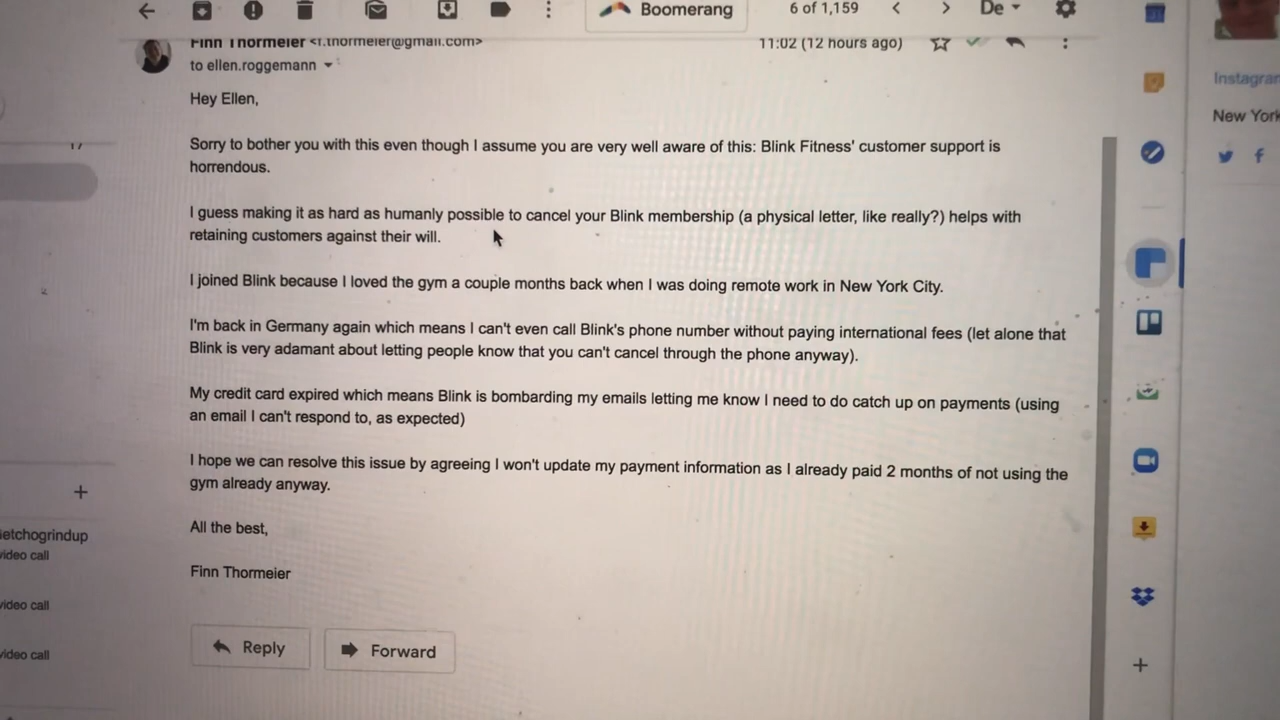 Boomerang
6 of 1,159
De
Finn Thormeier <f.thormeier@gmail.com>
11:02 (12 hours ago)
to ellen.roggemann
Hey Ellen,
Sorry to bother you with this even though I assume you are very well aware of this: Blink Fitness' customer support is
horrendous.
I guess making it as hard as humanly possible to cancel your Blink membership (a physical letter, like really?) helps with
retaining customers against their will.
I joined Blink because I loved the gym a couple months back when I was doing remote work in New York City.
I'm back in Germany again which means I can't even call Blink's phone number without paying international fees (let alone that
Blink is very adamant about letting people know that you can't cancel through the phone anyway).
My credit card expired which means Blink is bombarding my emails letting me know I need to do catch up on payments (using
an email I can't respond to, as expected)
I hope we can resolve this issue by agreeing I won't update my payment information as I already paid 2 months of not using the
gym already anyway.
All the best,
Finn Thormeier
Reply
Forward
ietchogrindup
video call
video call
video call
31
Instagra
New York